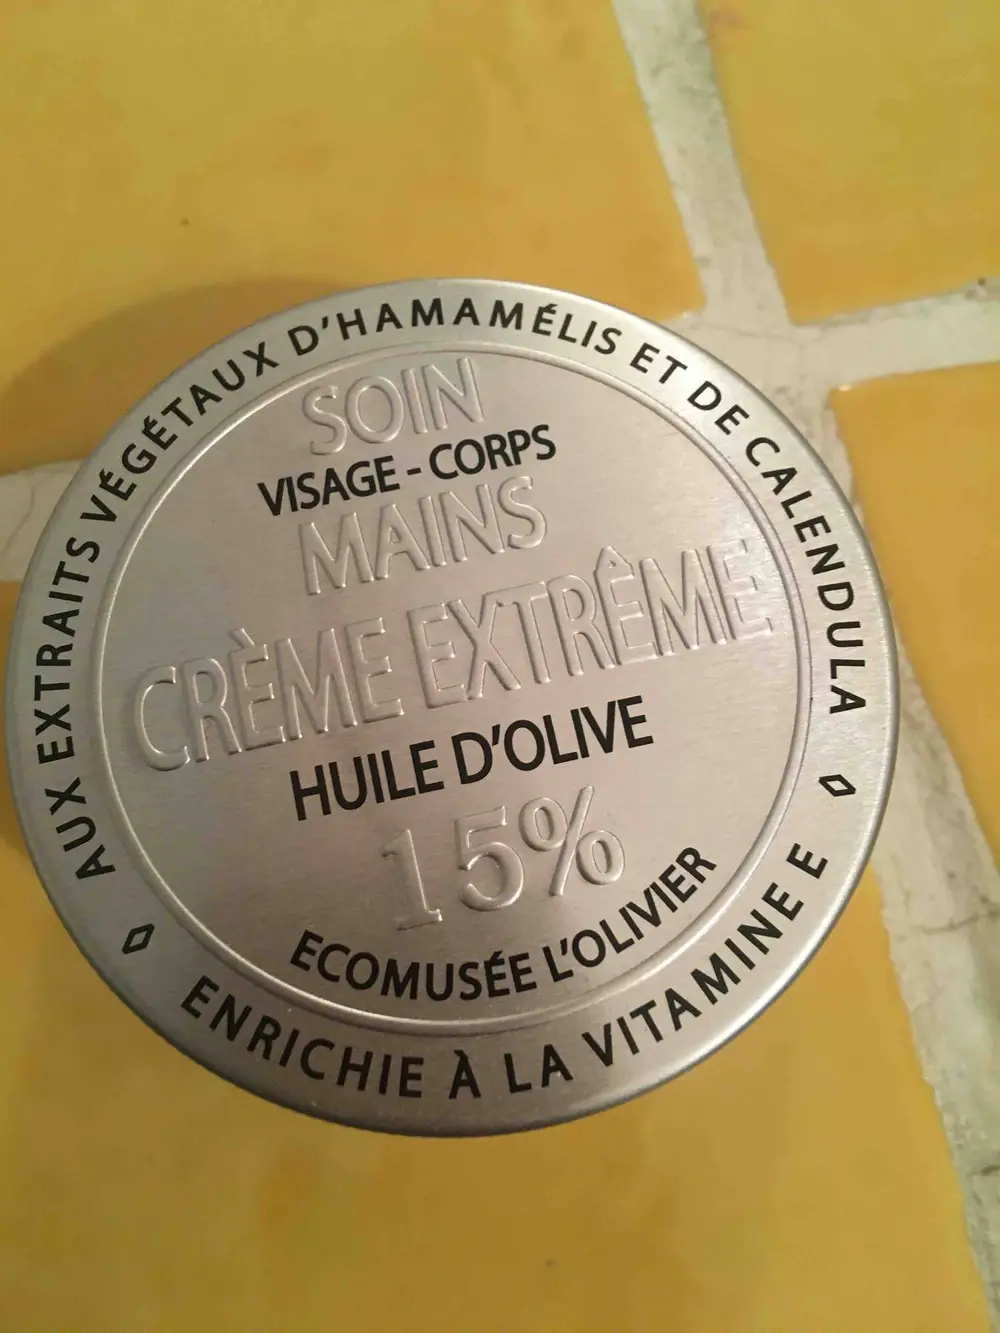 AUX EXTRAITS VÉGÉTAUX D'HAMAMÉLIS ET DE CALENDULA
SOIN
VISAGE - CORPS
MAINS
CRÈME EXTRÊME
HUILE D'OLIVE
15%
ECOMUSÉE L'OLIVIER
ENRICHIE À LA VITAMINE E